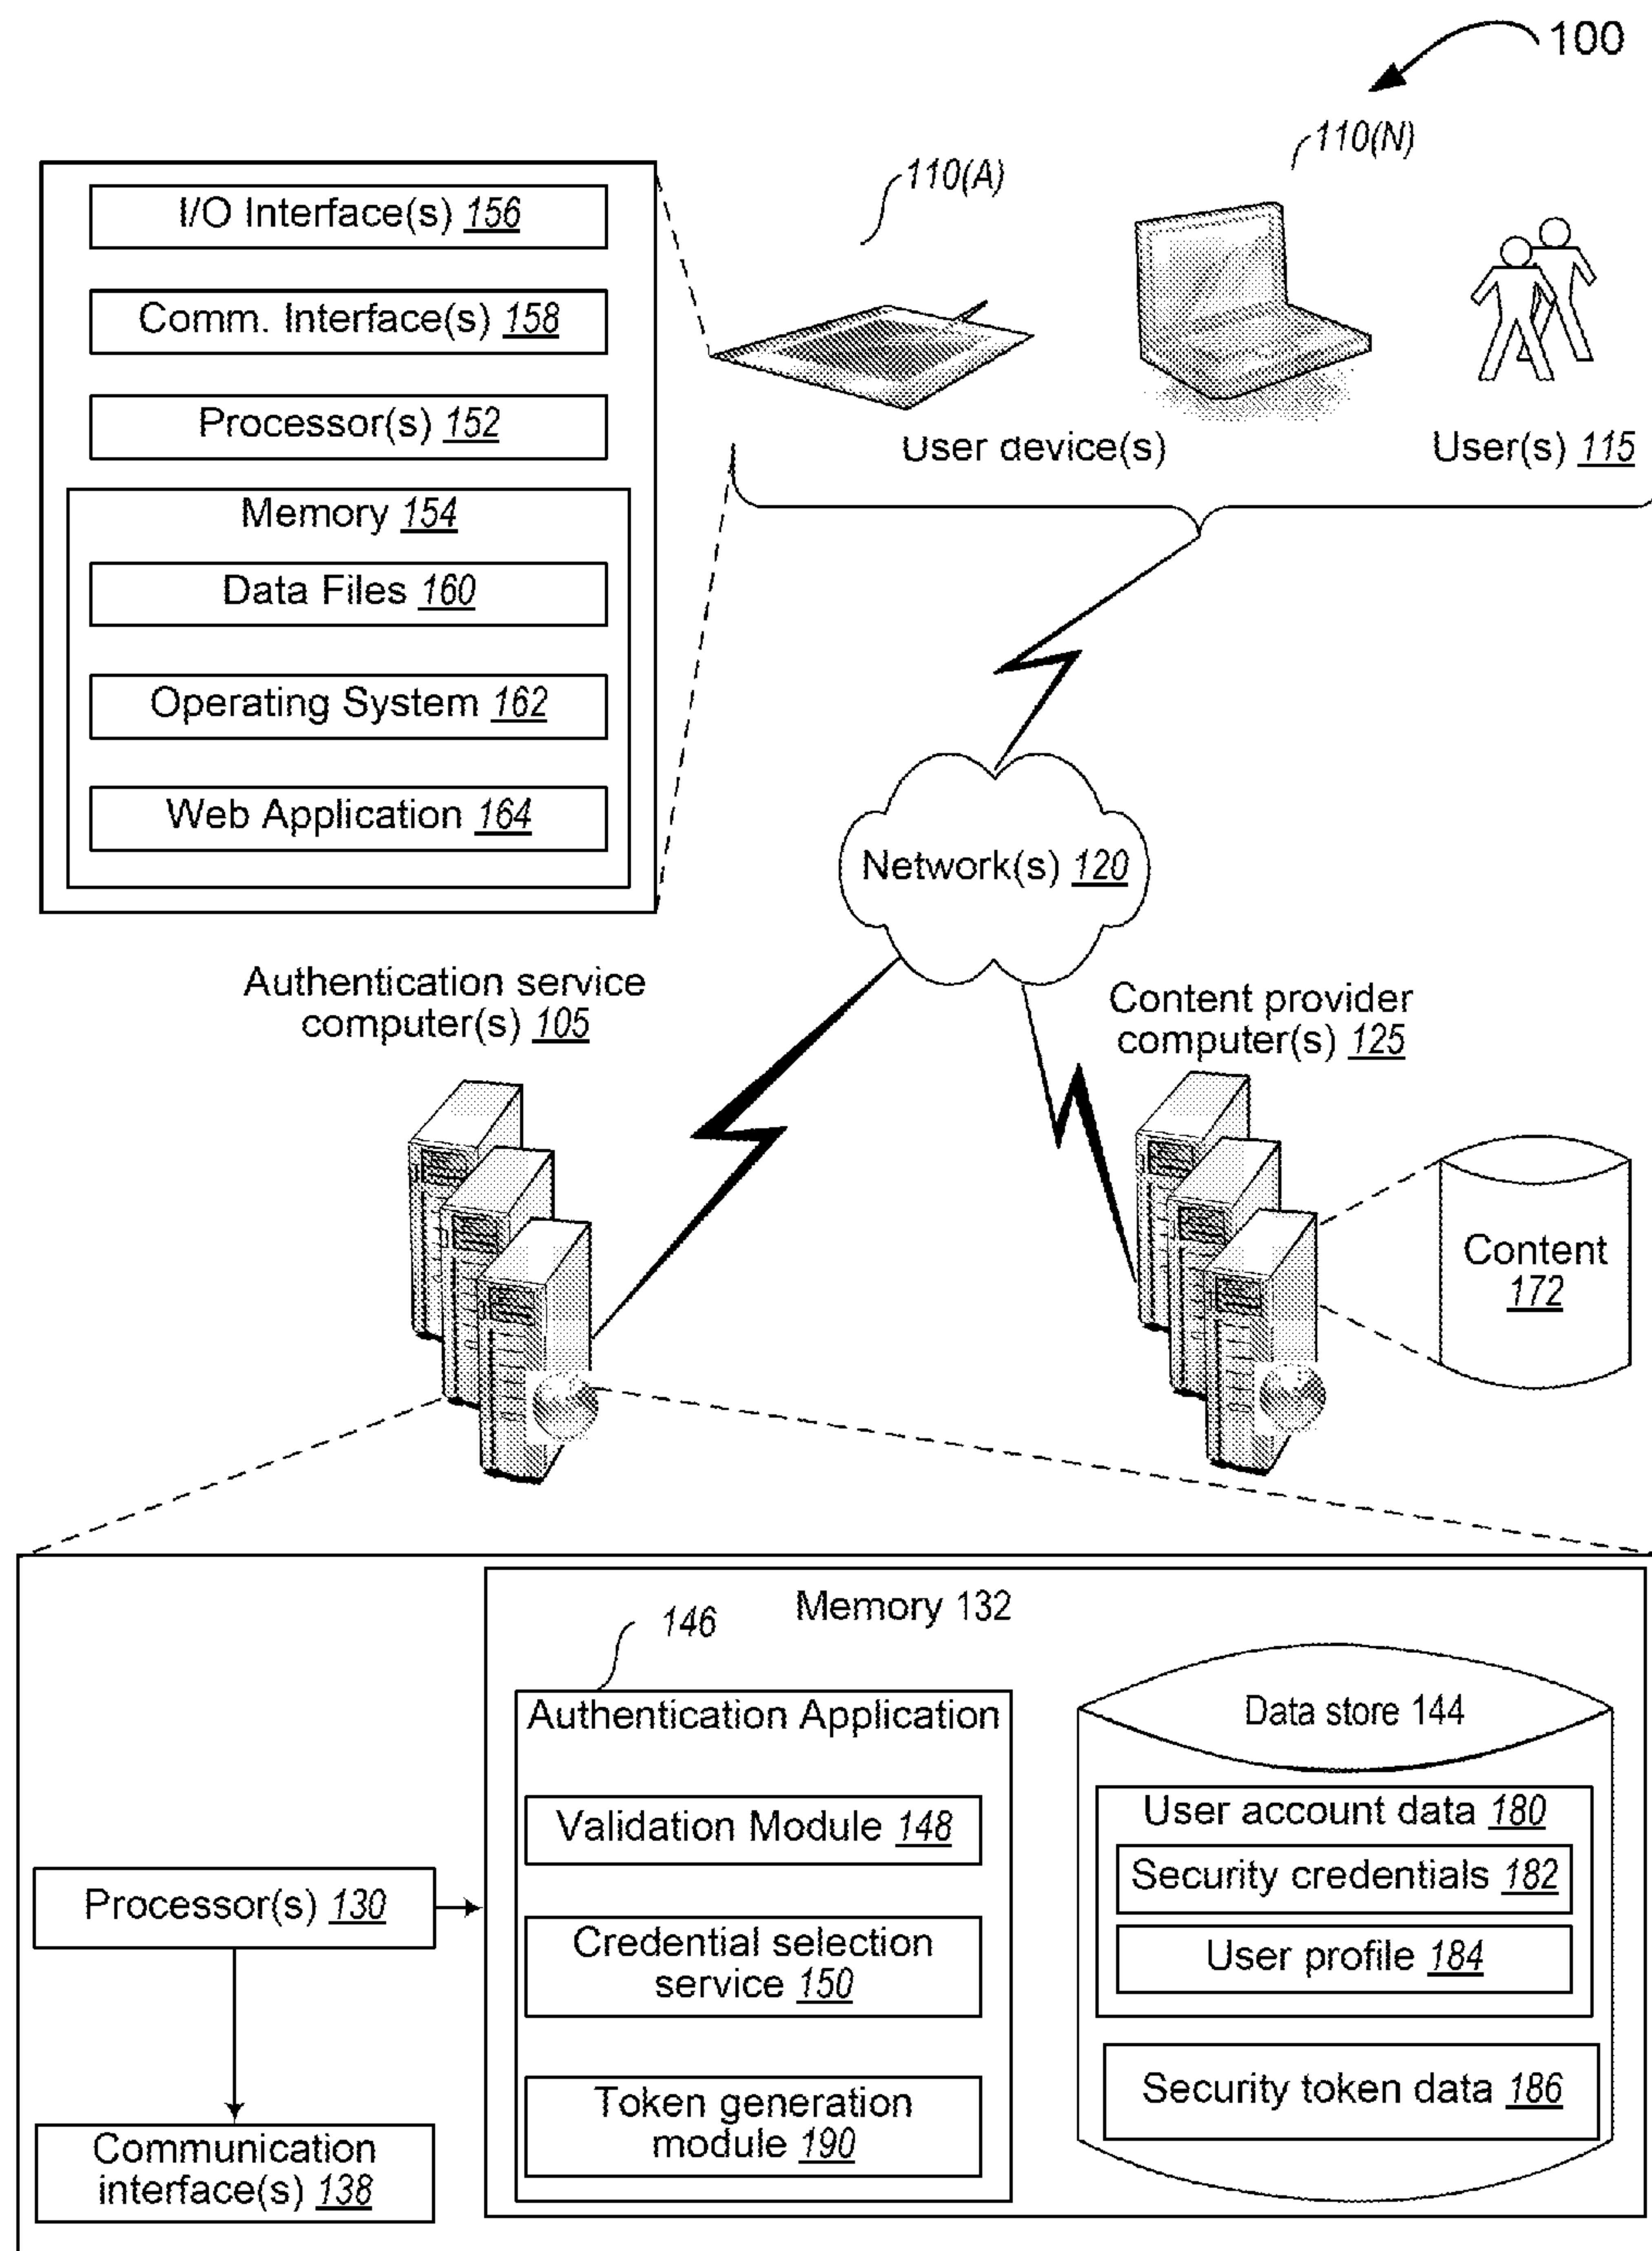 100
110(N)
110(A)
I/O Interface(s) 156
Comm. Interface(s) 158
Processor(s) 152
User device(s)
User(s) 115
Memory 154
Data Files 160
Operating System 162
Web Application 164
Network(s) 120
Authentication service
computer(s) 105
Content provider
computer(s) 125
Content
172
Memory 132
146
Authentication Application
Data store 144
Validation Module 148
User account data 180
Security credentials 182
User profile 184
Processor(s) 130
Credential selection
service 150
Security token data 186
Token generation
module 190
Communication
interface(s) 138